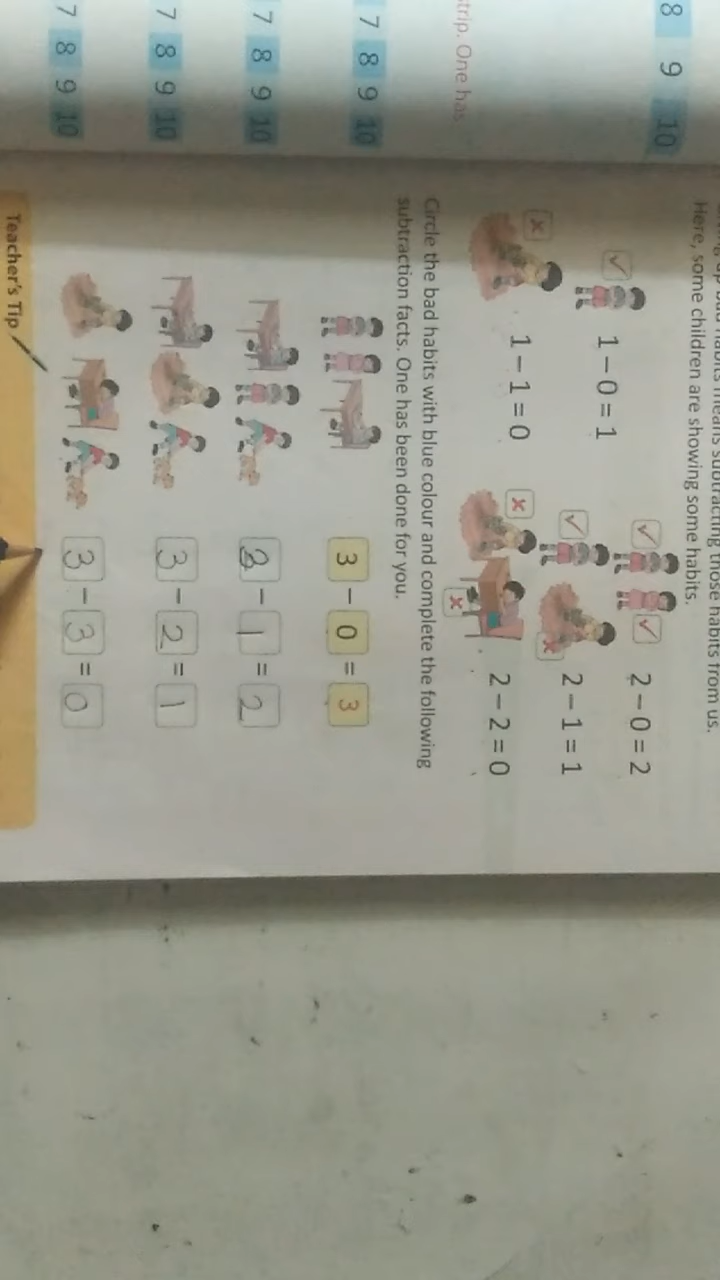 8 9 10
strip. One has
7 8 9 10
7 8 9 10
7 8 9 10
7 8 9 10
habits means subtracting those habits from us.
Here, some children are showing some habits.
1 − 0 = 1
2 − 0 = 2
1 − 1 = 0
2 − 1 = 1
2 − 2 = 0
Circle the bad habits with blue colour and complete the following
subtraction facts. One has been done for you.
3 − 0 = 3
3 − 1 = 2
3 − 2 = 1
3 − 3 = 0
Teacher's Tip